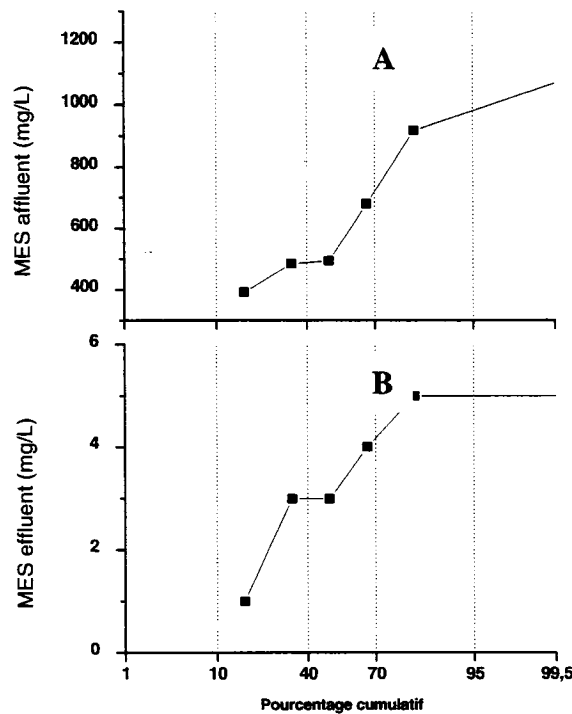 A
MES affluent (mg/L)
1200
1000
800
600
400
B
MES effluent (mg/L)
6
4
2
0
1 10 40 70 95 99,5
Pourcentage cumulatif